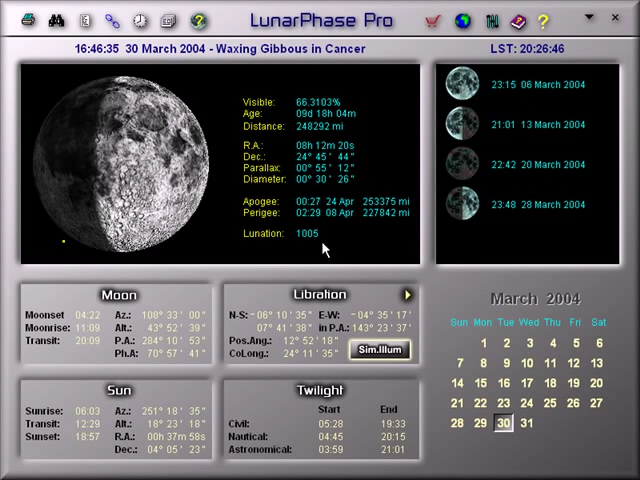 LunarPhase Pro
16:46:35 30 March 2004 - Waxing Gibbous in Cancer
LST: 20:26:46
Visible: 66.3103%
Age: 09d 18h 04m
Distance: 248292 mi
R.A.: 08h 12m 20s
Dec.: 24° 45' 44"
Parallax: 00° 55' 12"
Diameter: 00° 30' 26"
Apogee: 00:27 24 Apr 253375 mi
Perigee: 02:29 08 Apr 227842 mi
Lunation: 1005
23:15 06 March 2004
21:01 13 March 2004
22:42 20 March 2004
23:48 28 March 2004
Moon
Moonset 04:22 Az.: 108° 33' 00"
Moonrise: 11:09 Alt.: 43° 52' 39"
Transit: 20:09 P.A.: 284° 10' 53"
Ph.A: 70° 57' 41"
Libration
N-S: -06° 10' 35" E-W: -04° 35' 17"
07° 41' 38" in P.A.: 143° 23' 37"
Pos.Ang.: 12° 52' 18"
CoLong.: 24° 11' 35"
Sim.Illum
Sun
Sunrise: 06:03 Az.: 251° 18' 35"
Transit: 12:29 Alt.: 18° 23' 18"
Sunset: 18:57 R.A.: 00h 37m 58s
Dec.: 04° 05' 23"
Twilight
Start End
Civil: 05:28 19:33
Nautical: 04:45 20:15
Astronomical: 03:59 21:01
March 2004
Sun Mon Tue Wed Thu Fri Sat
1 2 3 4 5 6
7 8 9 10 11 12 13
14 15 16 17 18 19 20
21 22 23 24 25 26 27
28 29 30 31